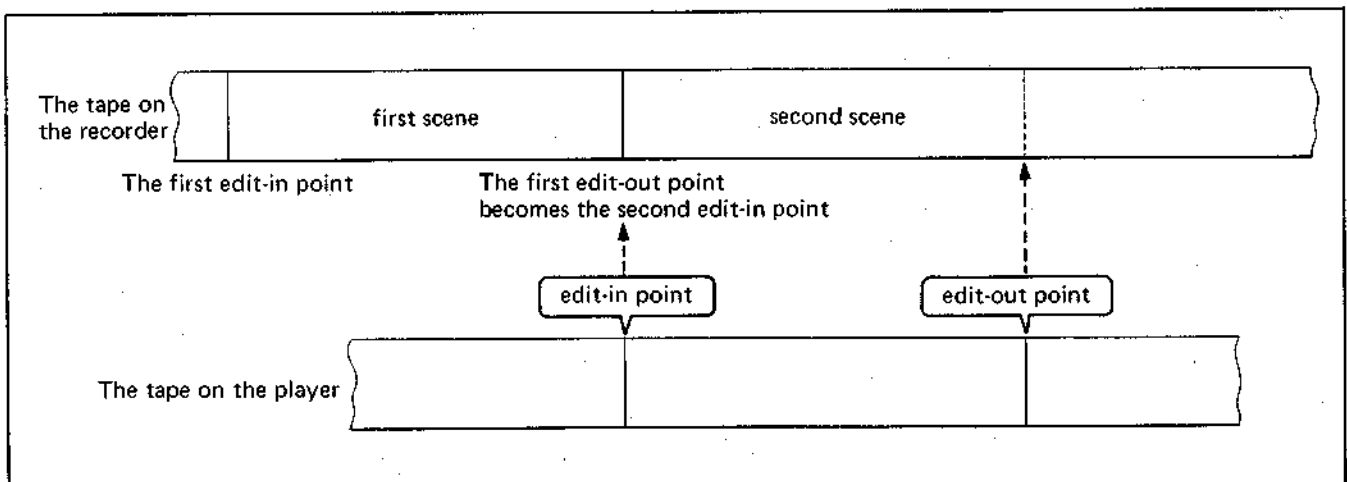 The tape on
the recorder
first scene
second scene
The first edit-in point
The first edit-out point
becomes the second edit-in point
edit-in point
edit-out point
The tape on the player